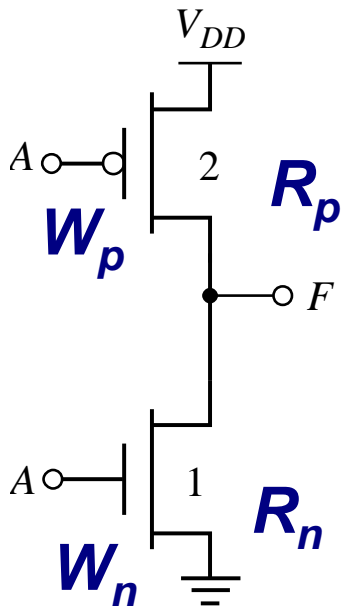 V_DD
A 2 R_p
W_p
F
A 1 R_n
W_n